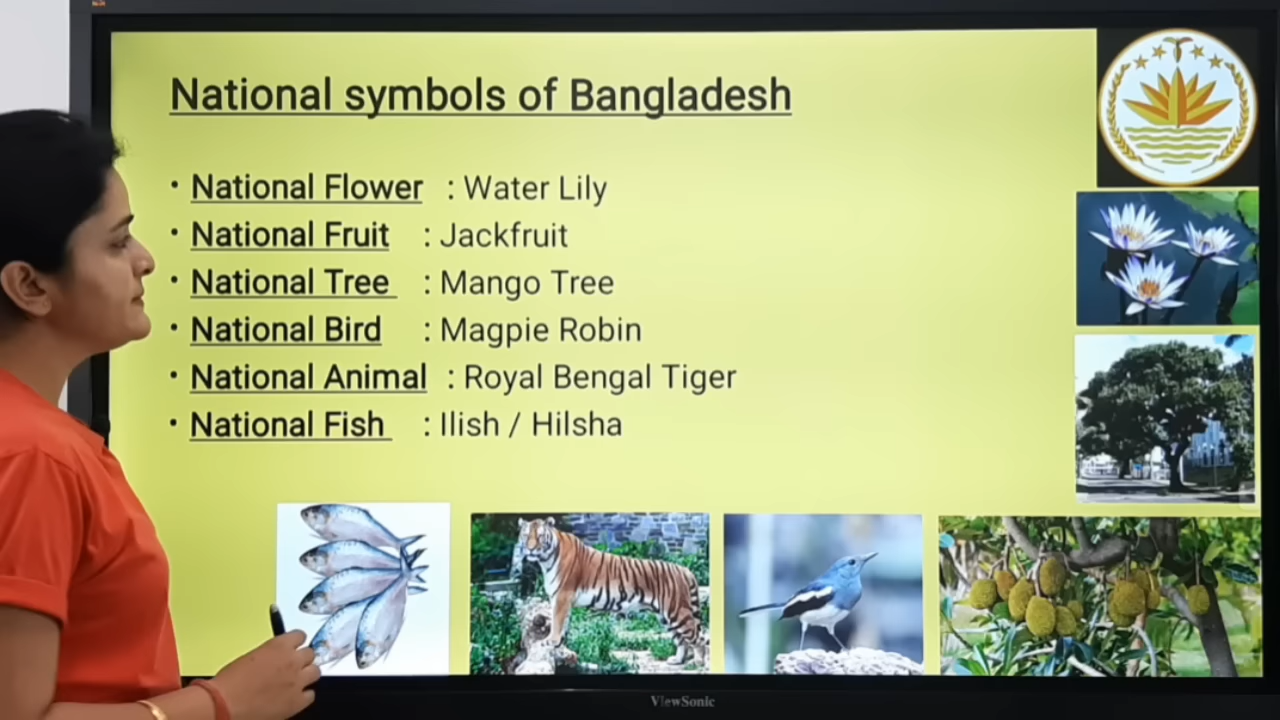 National symbols of Bangladesh
• National Flower : Water Lily
• National Fruit : Jackfruit
• National Tree : Mango Tree
• National Bird : Magpie Robin
• National Animal : Royal Bengal Tiger
• National Fish : Ilish / Hilsha
ViewSonic